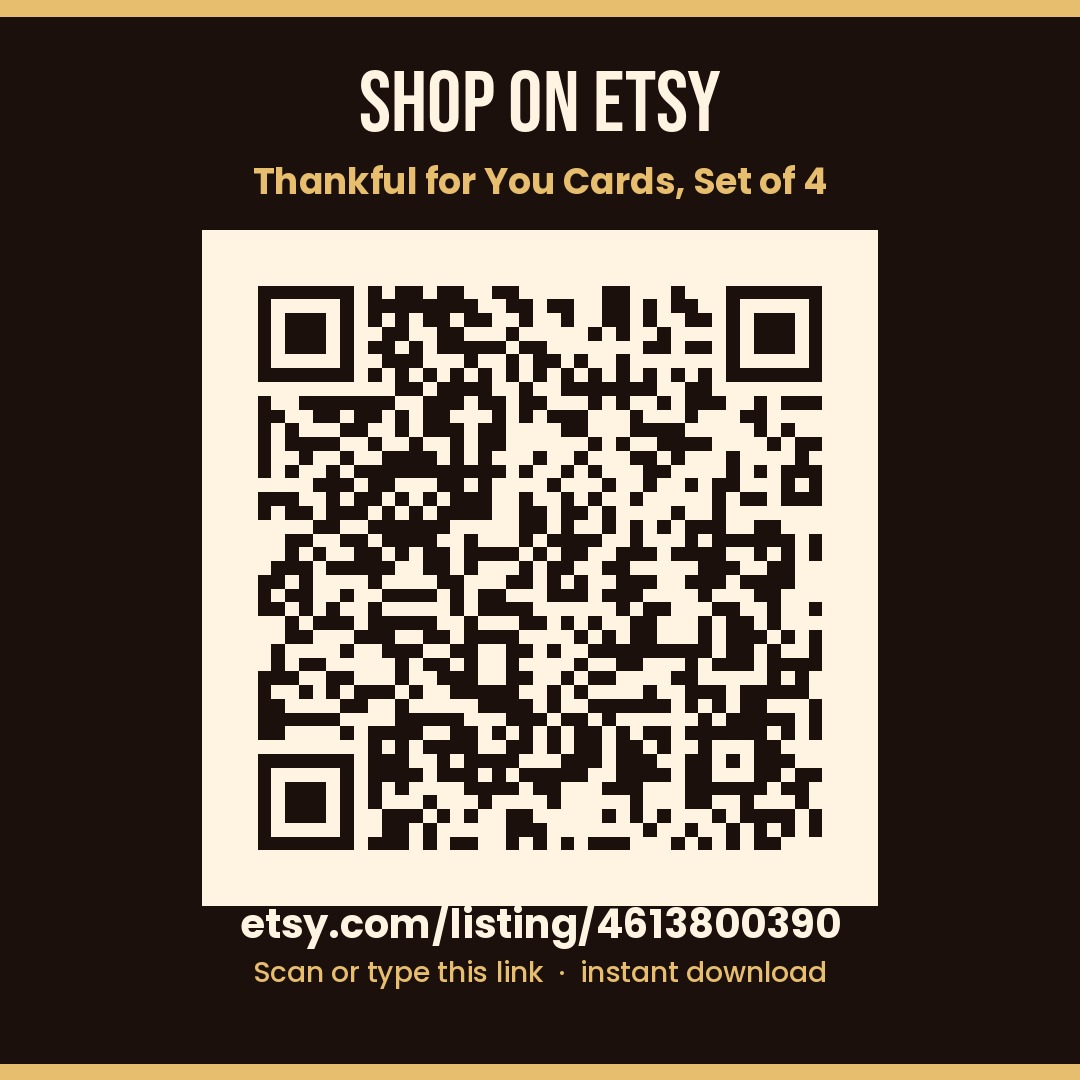 SHOP ON ETSY
Thankful for You Cards, Set of 4
etsy.com/listing/4613800390
Scan or type this link · instant download